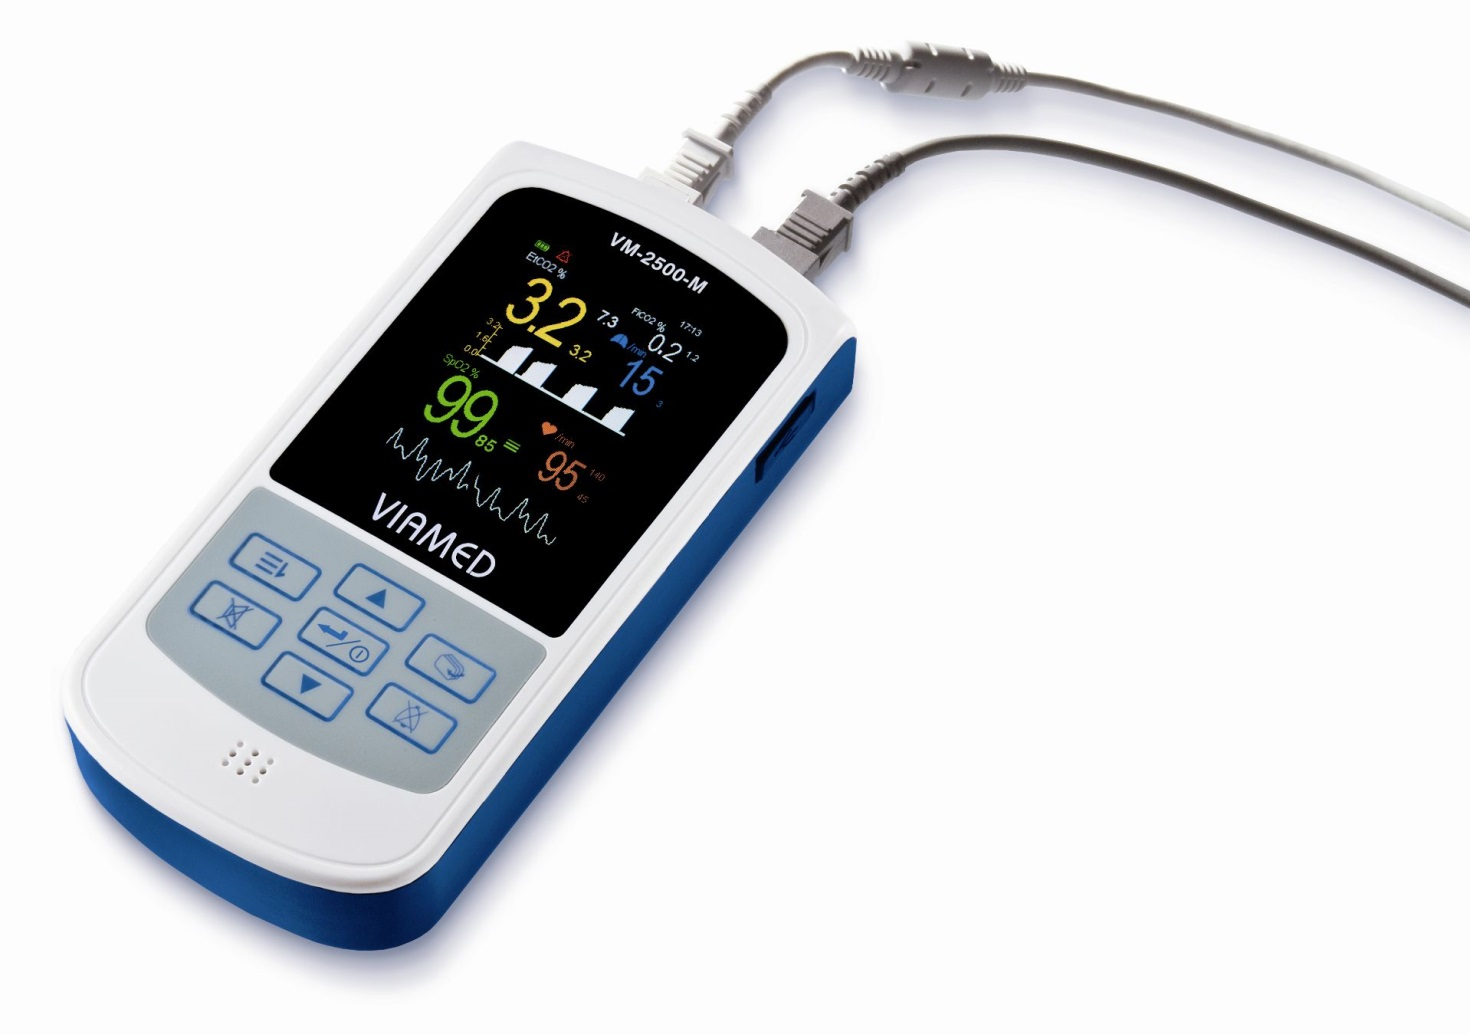 VM-2500-M
EtCO2 %
3.2
7.3
3.2
FiCO2 %
17:13
0.2
1.2
/min
15
3
3.2
1.6
0.0
SpO2 %
99
85
/min
95
140
45
VIAMED